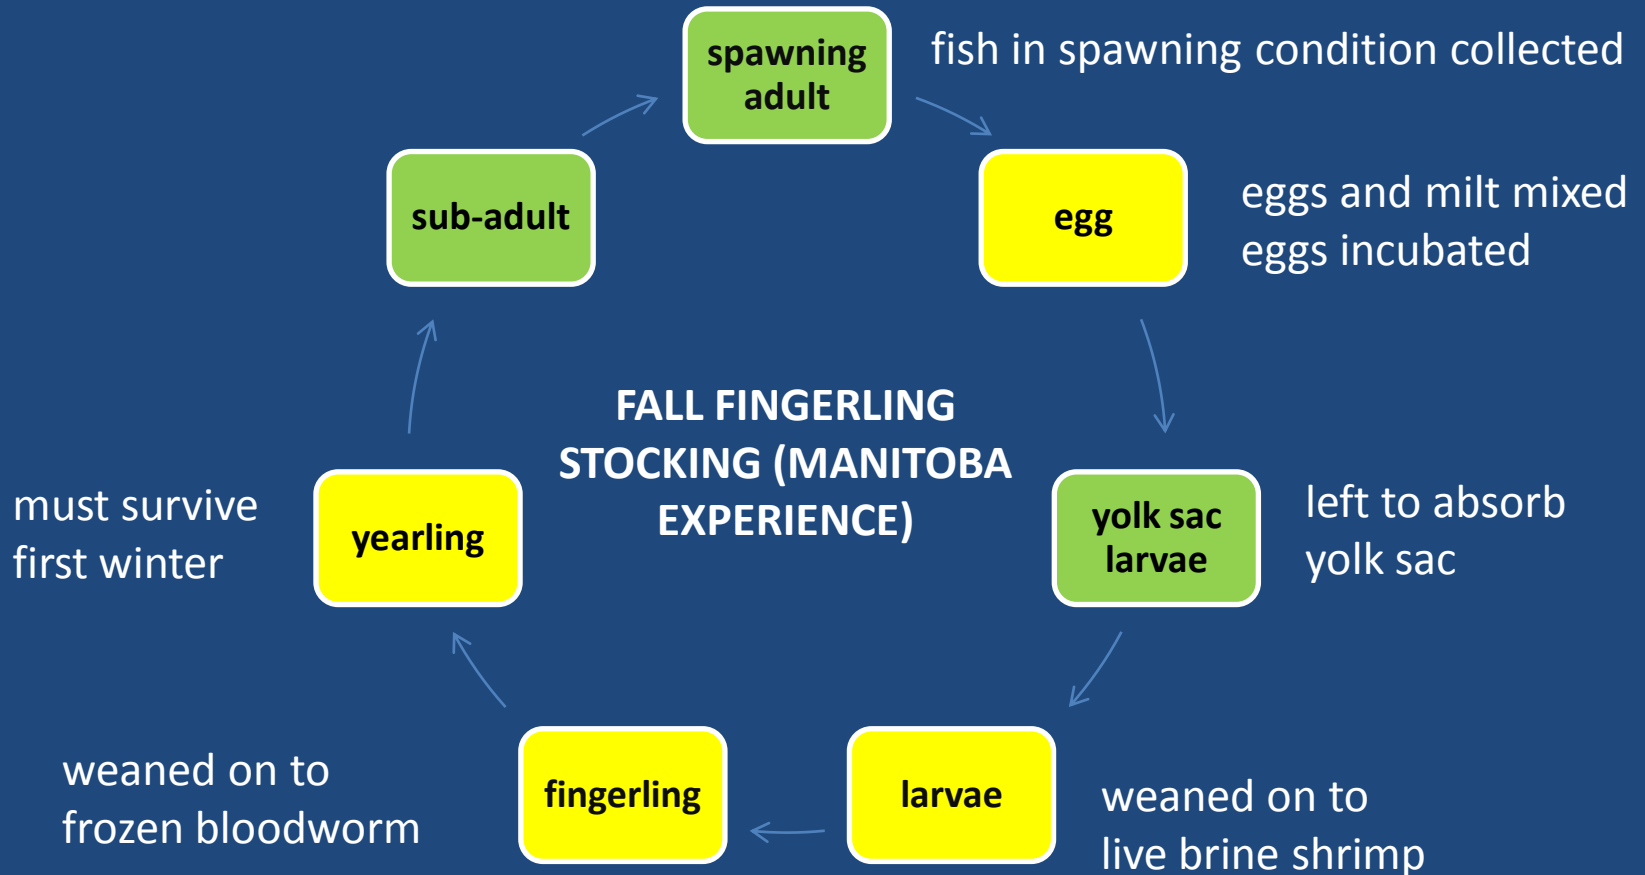 spawning
adult
fish in spawning condition collected
egg
eggs and milt mixed
eggs incubated
yolk sac
larvae
left to absorb
yolk sac
larvae
weaned on to
live brine shrimp
fingerling
weaned on to
frozen bloodworm
yearling
must survive
first winter
sub-adult
FALL FINGERLING
STOCKING (MANITOBA
EXPERIENCE)